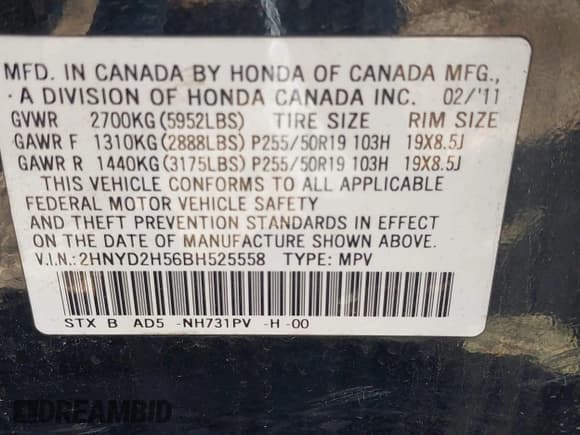 MFD. IN CANADA BY HONDA OF CANADA MFG.,
A DIVISION OF HONDA CANADA INC. 02/'11
GVWR 2700KG(5952LBS) TIRE SIZE RIM SIZE
GAWR F 1310KG(2888LBS) P255/50R19 103H 19X8.5J
GAWR R 1440KG(3175LBS) P255/50R19 103H 19X8.5J
THIS VEHICLE CONFORMS TO ALL APPLICABLE
FEDERAL MOTOR VEHICLE SAFETY
AND THEFT PREVENTION STANDARDS IN EFFECT
ON THE DATE OF MANUFACTURE SHOWN ABOVE.
V.I.N.: 2HNYD2H56BH525558 TYPE: MPV
STX B AD5 -NH731PV -H-00
DREAMBID